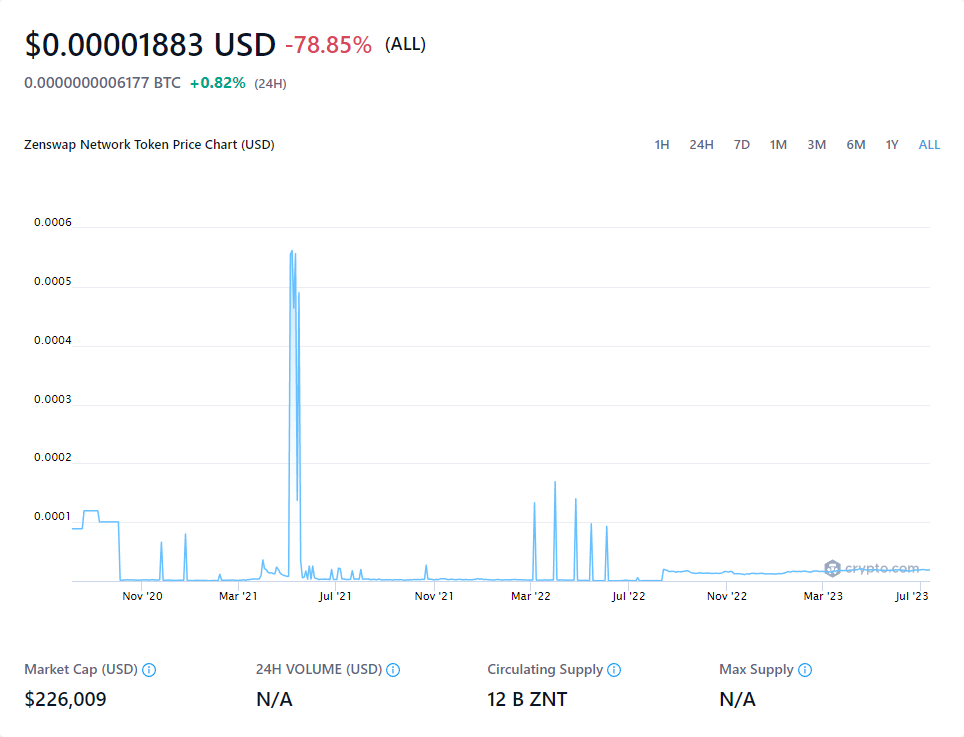 $0.00001883 USD -78.85% (ALL)
0.0000000006177 BTC +0.82% (24H)
Zenswap Network Token Price Chart (USD) 1H 24H 7D 1M 3M 6M 1Y ALL
0.0006
0.0005
0.0004
0.0003
0.0002
0.0001
crypto.com
Nov '20 Mar '21 Jul '21 Nov '21 Mar '22 Jul '22 Nov '22 Mar '23 Jul '23
Market Cap (USD) 24H VOLUME (USD) Circulating Supply Max Supply
$226,009 N/A 12 B ZNT N/A